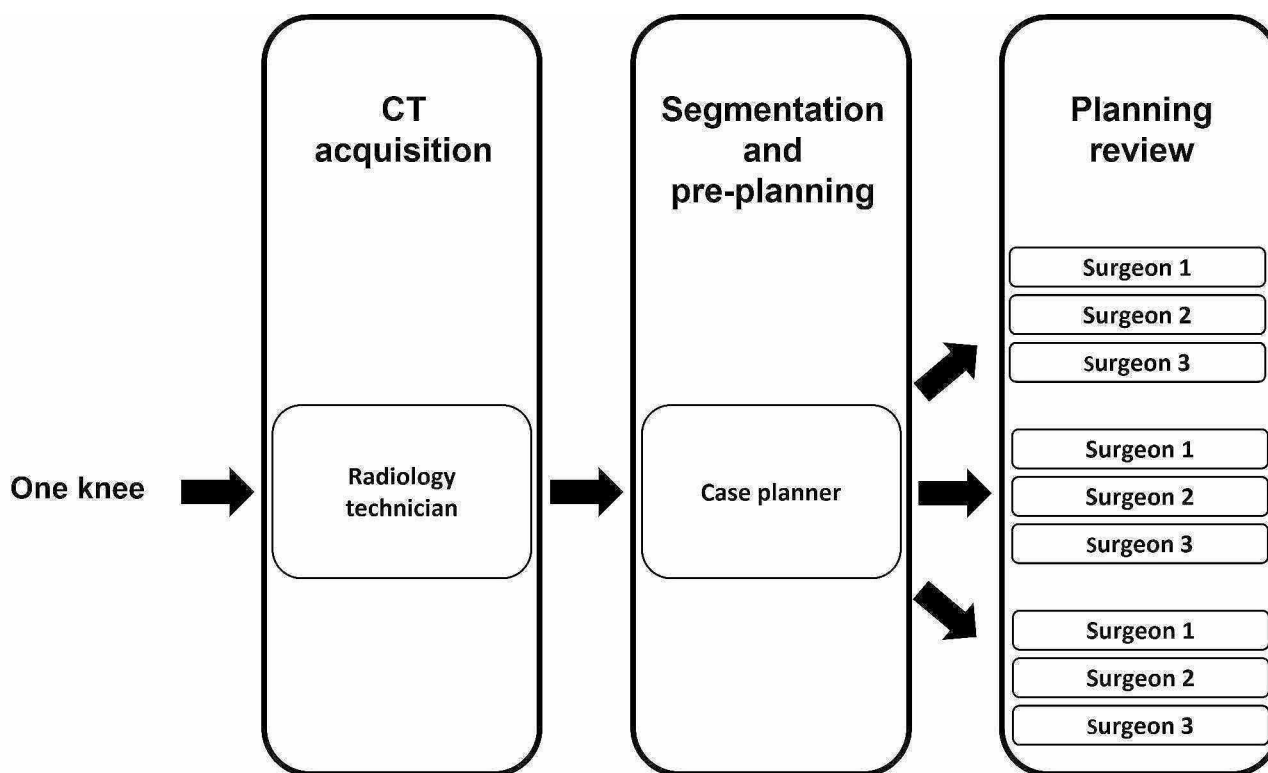 CT
acquisition
Segmentation
and
pre-planning
Planning
review
One knee
Radiology
technician
Case planner
Surgeon 1
Surgeon 2
Surgeon 3
Surgeon 1
Surgeon 2
Surgeon 3
Surgeon 1
Surgeon 2
Surgeon 3